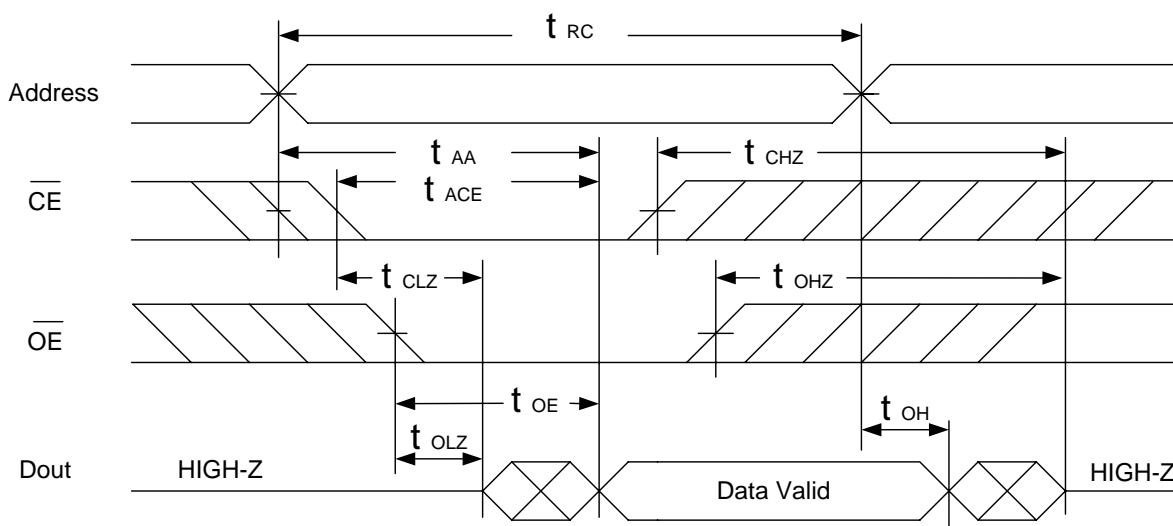 t RC
Address
t AA
t CHZ
t ACE
CE
t CLZ
t OHZ
OE
t OE
t OH
t OLZ
Dout
HIGH-Z
Data Valid
HIGH-Z